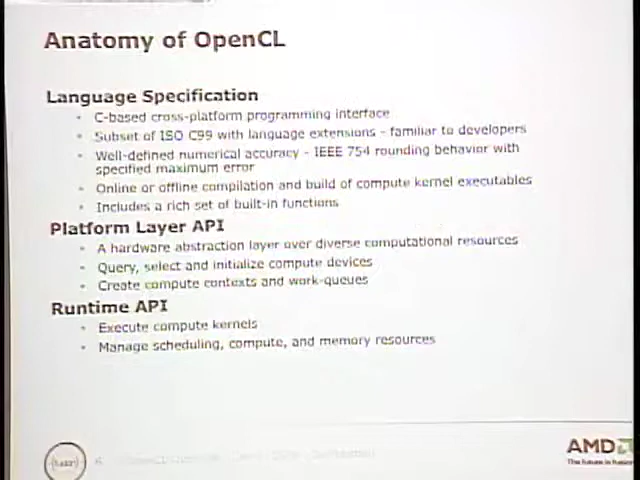 Anatomy of OpenCL
Language Specification
• C-based cross-platform programming interface
• Subset of ISO C99 with language extensions - familiar to developers
• Well-defined numerical accuracy - IEEE 754 rounding behavior with
specified maximum error
• Online or offline compilation and build of compute kernel executables
• Includes a rich set of built-in functions
Platform Layer API
• A hardware abstraction layer over diverse computational resources
• Query, select and initialize compute devices
• Create compute contexts and work-queues
Runtime API
• Execute compute kernels
• Manage scheduling, compute, and memory resources
AMD
The future is fusion